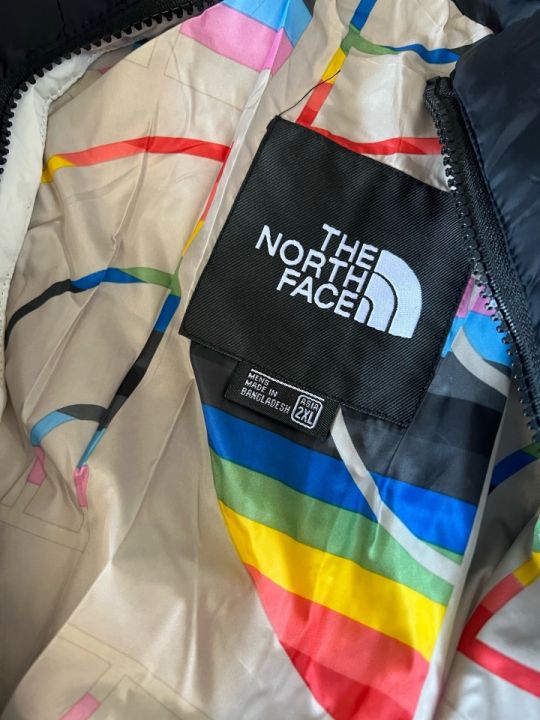 THE
NORTH
FACE
MENS
MADE IN
BANGLADESH
ASIA
2XL